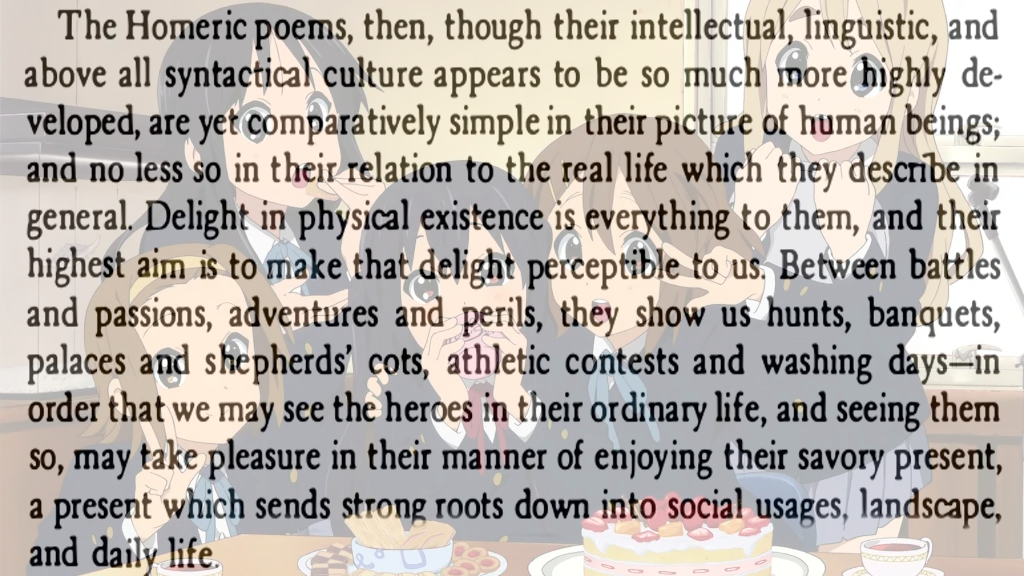 The Homeric poems, then, though their intellectual, linguistic, and
above all syntactical culture appears to be so much more highly de-
veloped, are yet comparatively simple in their picture of human beings;
and no less so in their relation to the real life which they describe in
general. Delight in physical existence is everything to them, and their
highest aim is to make that delight perceptible to us. Between battles
and passions, adventures and perils, they show us hunts, banquets,
palaces and shepherds' cots, athletic contests and washing days—in
order that we may see the heroes in their ordinary life, and seeing them
so, may take pleasure in their manner of enjoying their savory present,
a present which sends strong roots down into social usages, landscape,
and daily life.